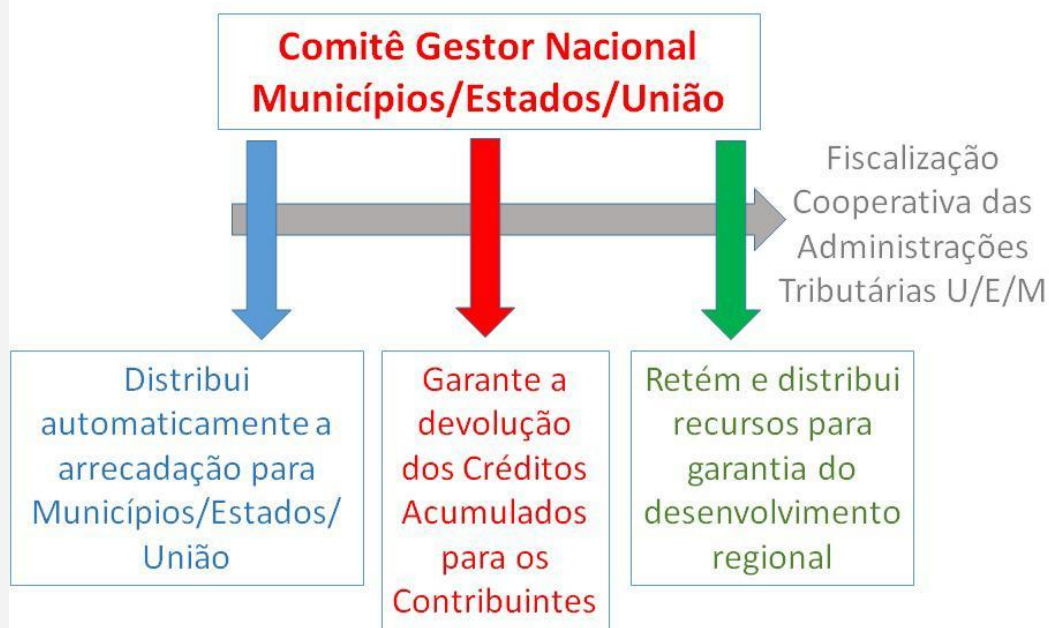 Comitê Gestor Nacional
Municípios/Estados/União
Fiscalização
Cooperativa das
Administrações
Tributárias U/E/M
Distribui
automaticamente a
arrecadação para
Municípios/Estados/
União
Garante a
devolução
dos Créditos
Acumulados
para os
Contribuintes
Retém e distribui
recursos para
garantia do
desenvolvimento
regional